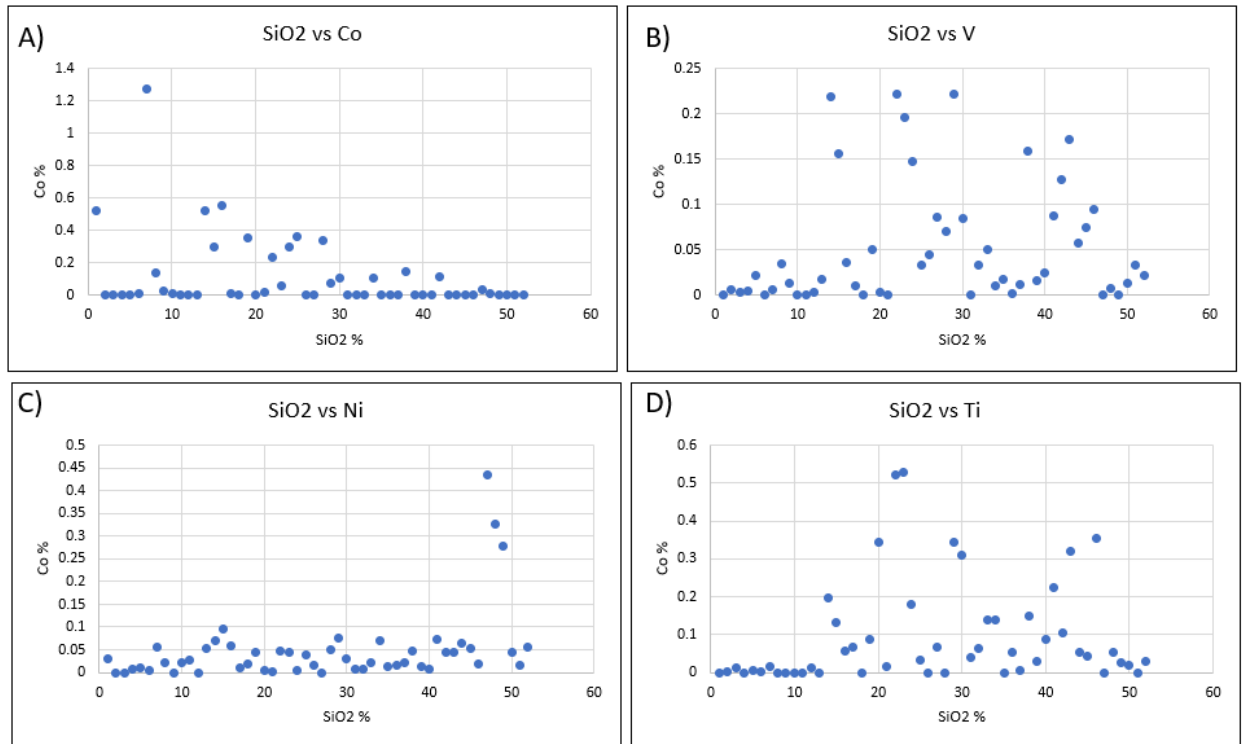 A)
SiO2 vs Co
Co %
1.4
1.2
1
0.8
0.6
0.4
0.2
0
0 10 20 30 40 50 60
SiO2 %
B)
SiO2 vs V
Co %
0.25
0.2
0.15
0.1
0.05
0
0 10 20 30 40 50 60
SiO2 %
C)
SiO2 vs Ni
Co %
0.5
0.45
0.4
0.35
0.3
0.25
0.2
0.15
0.1
0.05
0
0 10 20 30 40 50 60
SiO2 %
D)
SiO2 vs Ti
Co %
0.6
0.5
0.4
0.3
0.2
0.1
0
0 10 20 30 40 50 60
SiO2 %